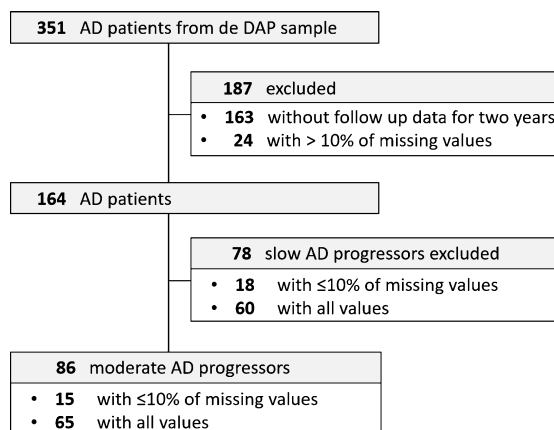 351 AD patients from de DAP sample
187 excluded
• 163 without follow up data for two years
• 24 with > 10% of missing values
164 AD patients
78 slow AD progressors excluded
• 18 with ≤10% of missing values
• 60 with all values
86 moderate AD progressors
• 15 with ≤10% of missing values
• 65 with all values